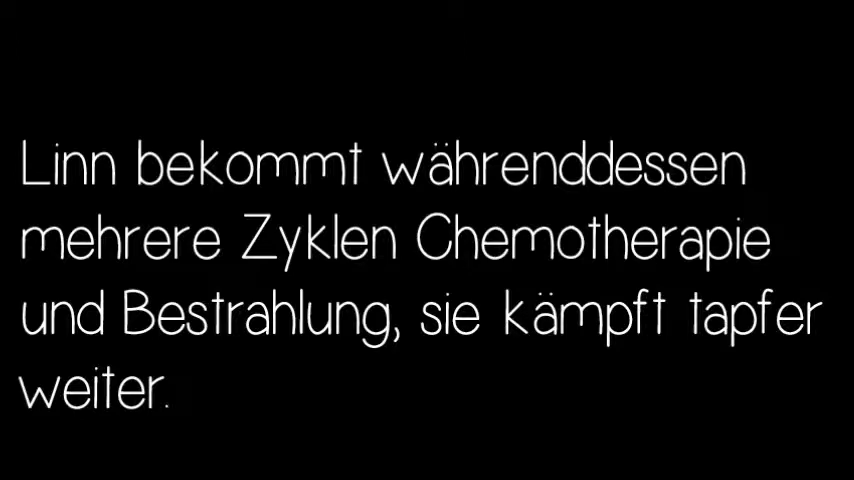 Linn bekommt währenddessen
mehrere Zyklen Chemotherapie
und Bestrahlung, sie kämpft tapfer
weiter.